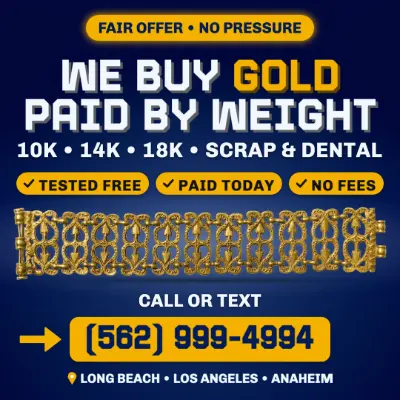 FAIR OFFER • NO PRESSURE
WE BUY GOLD
PAID BY WEIGHT
10K • 14K • 18K • SCRAP & DENTAL
✓ TESTED FREE ✓ PAID TODAY ✓ NO FEES
CALL OR TEXT
(562) 999-4994
LONG BEACH • LOS ANGELES • ANAHEIM